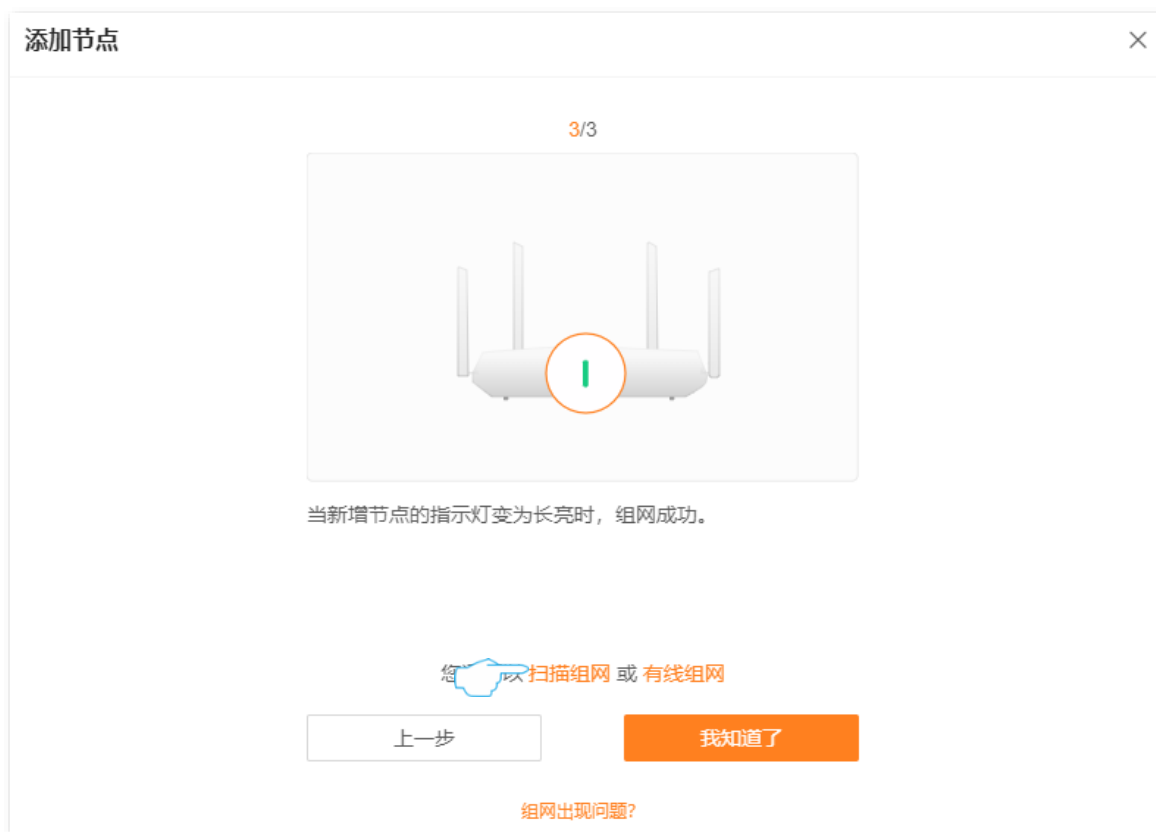 添加节点
3/3
当新增节点的指示灯变为长亮时，组网成功。
您 以 扫描组网 或 有线组网
上一步
我知道了
组网出现问题?